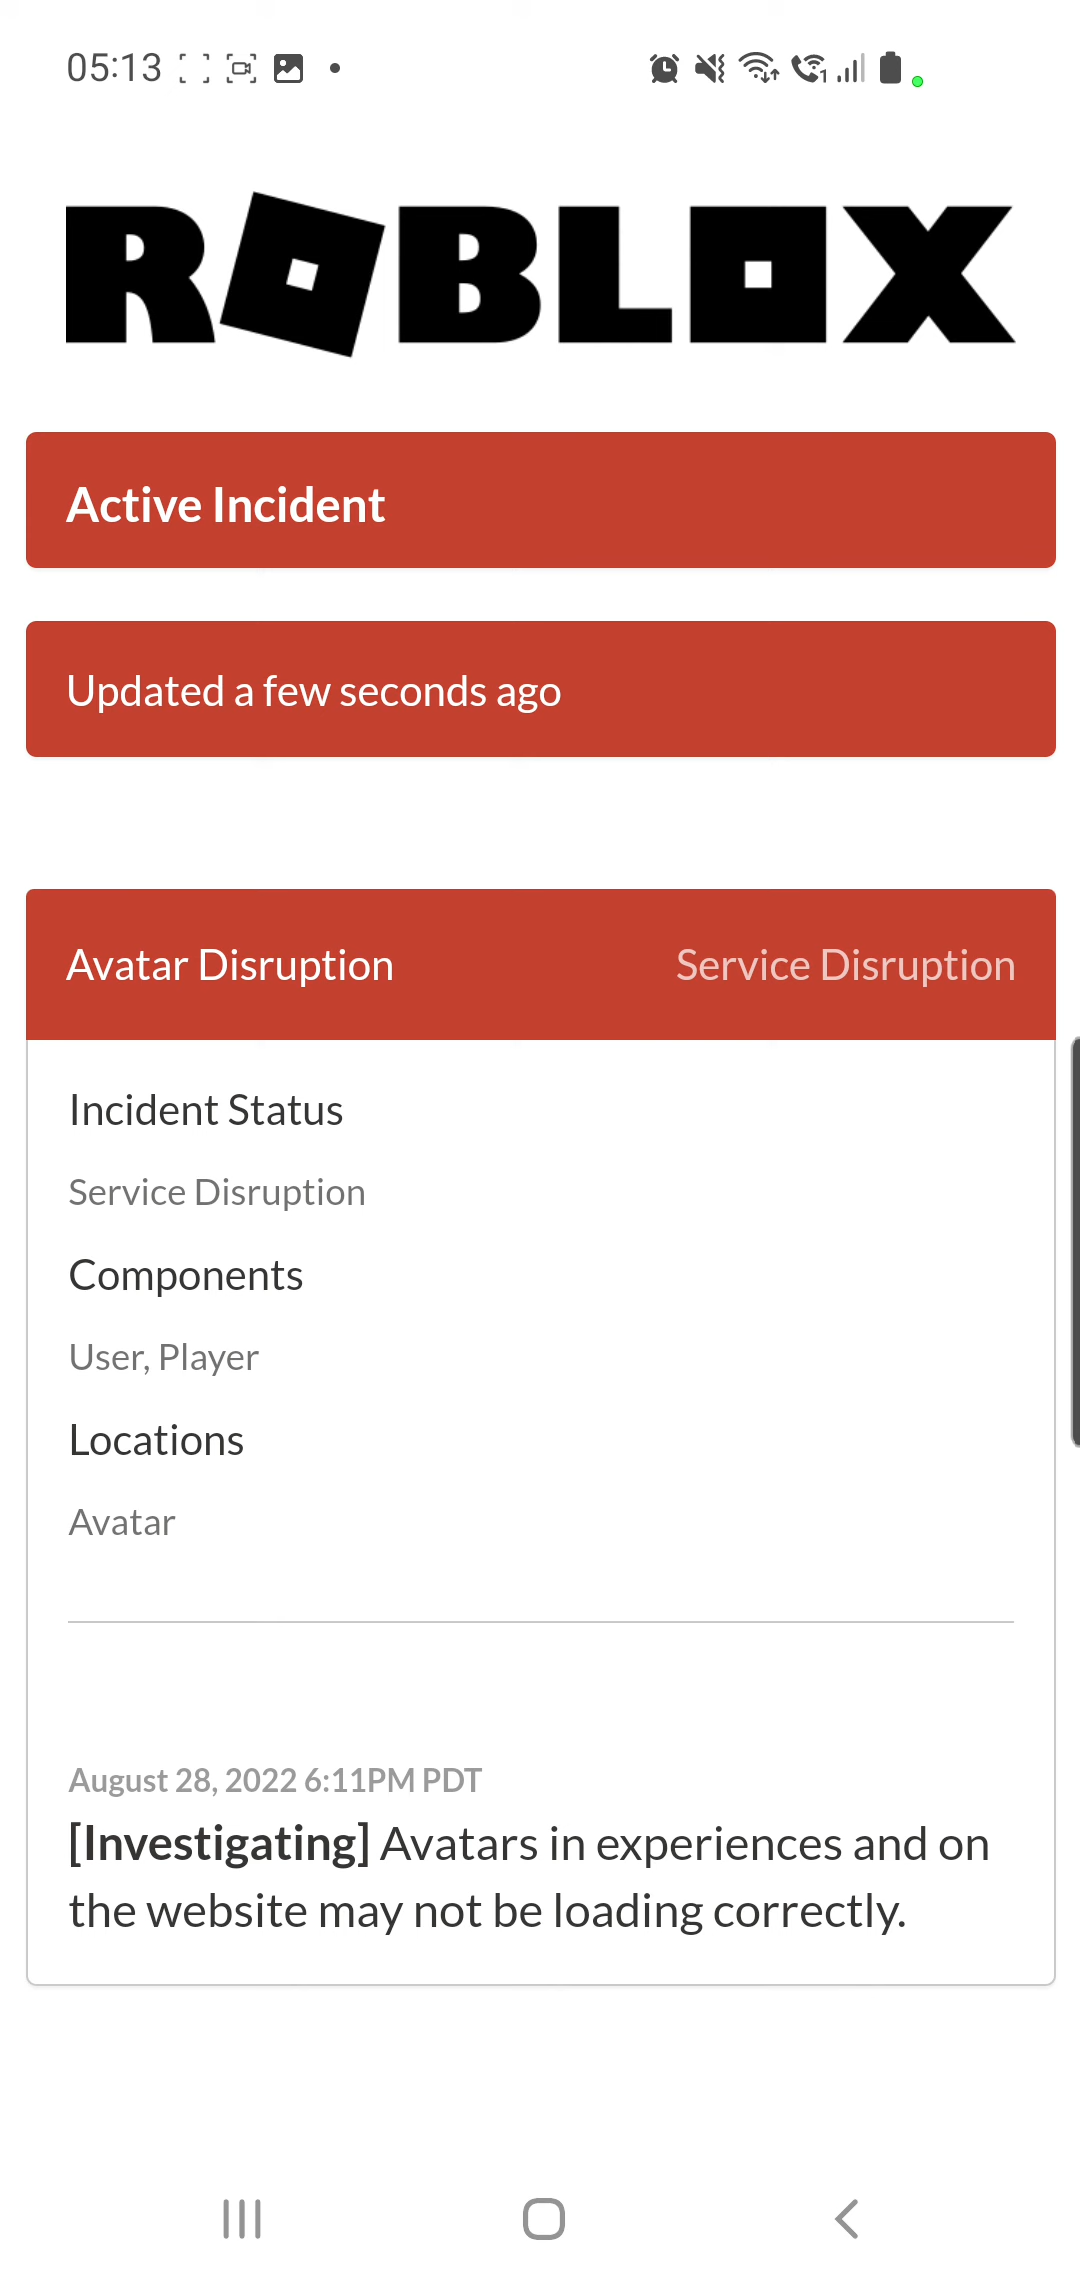 05:13
ROBLOX
Active Incident
Updated a few seconds ago
Avatar Disruption Service Disruption
Incident Status
Service Disruption
Components
User, Player
Locations
Avatar
August 28, 2022 6:11PM PDT
[Investigating] Avatars in experiences and on
the website may not be loading correctly.